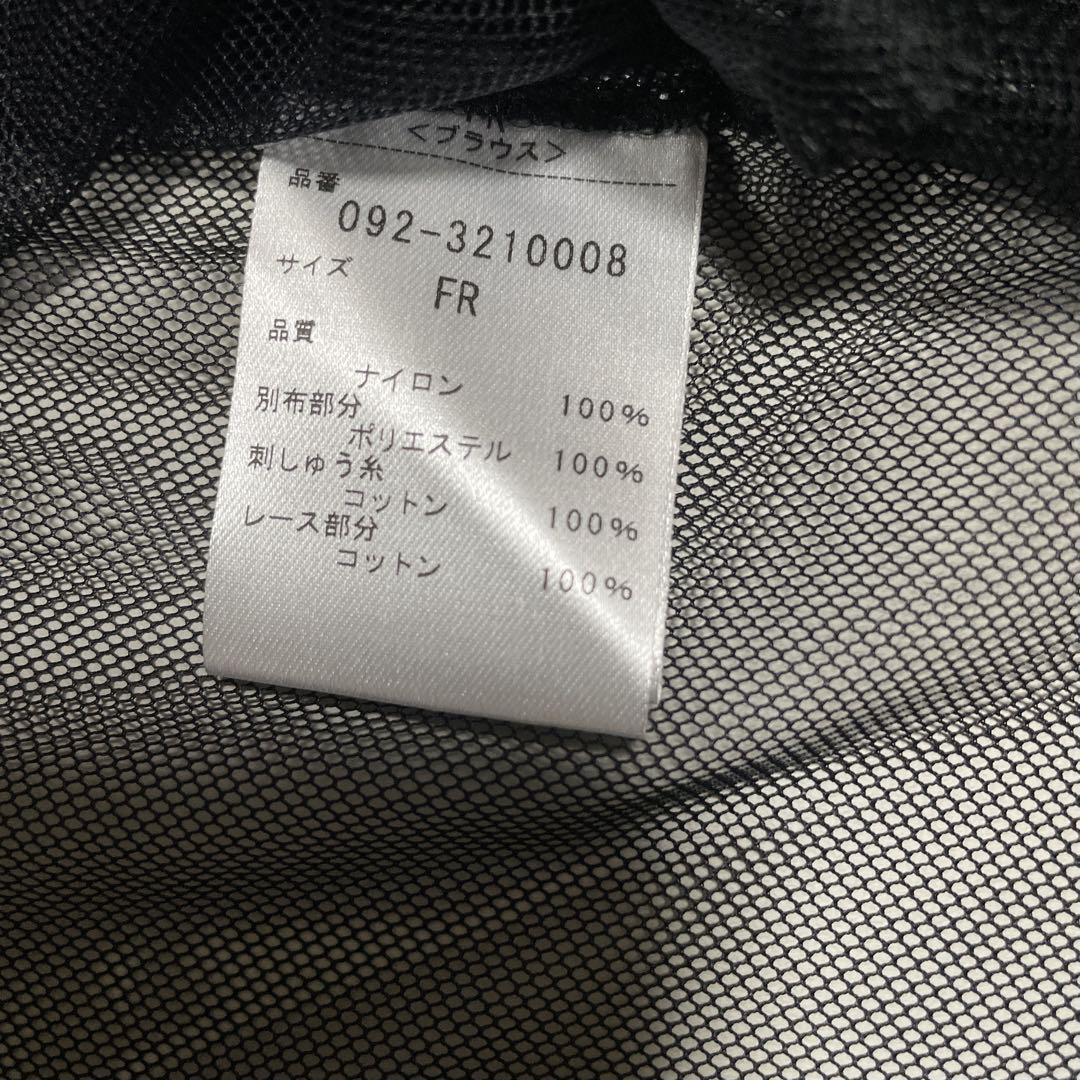 <ブラウス>
品番
092-3210008
サイズ
FR
品質
ナイロン 100%
別布部分
ポリエステル 100%
刺しゅう糸
コットン 100%
レース部分
コットン 100%